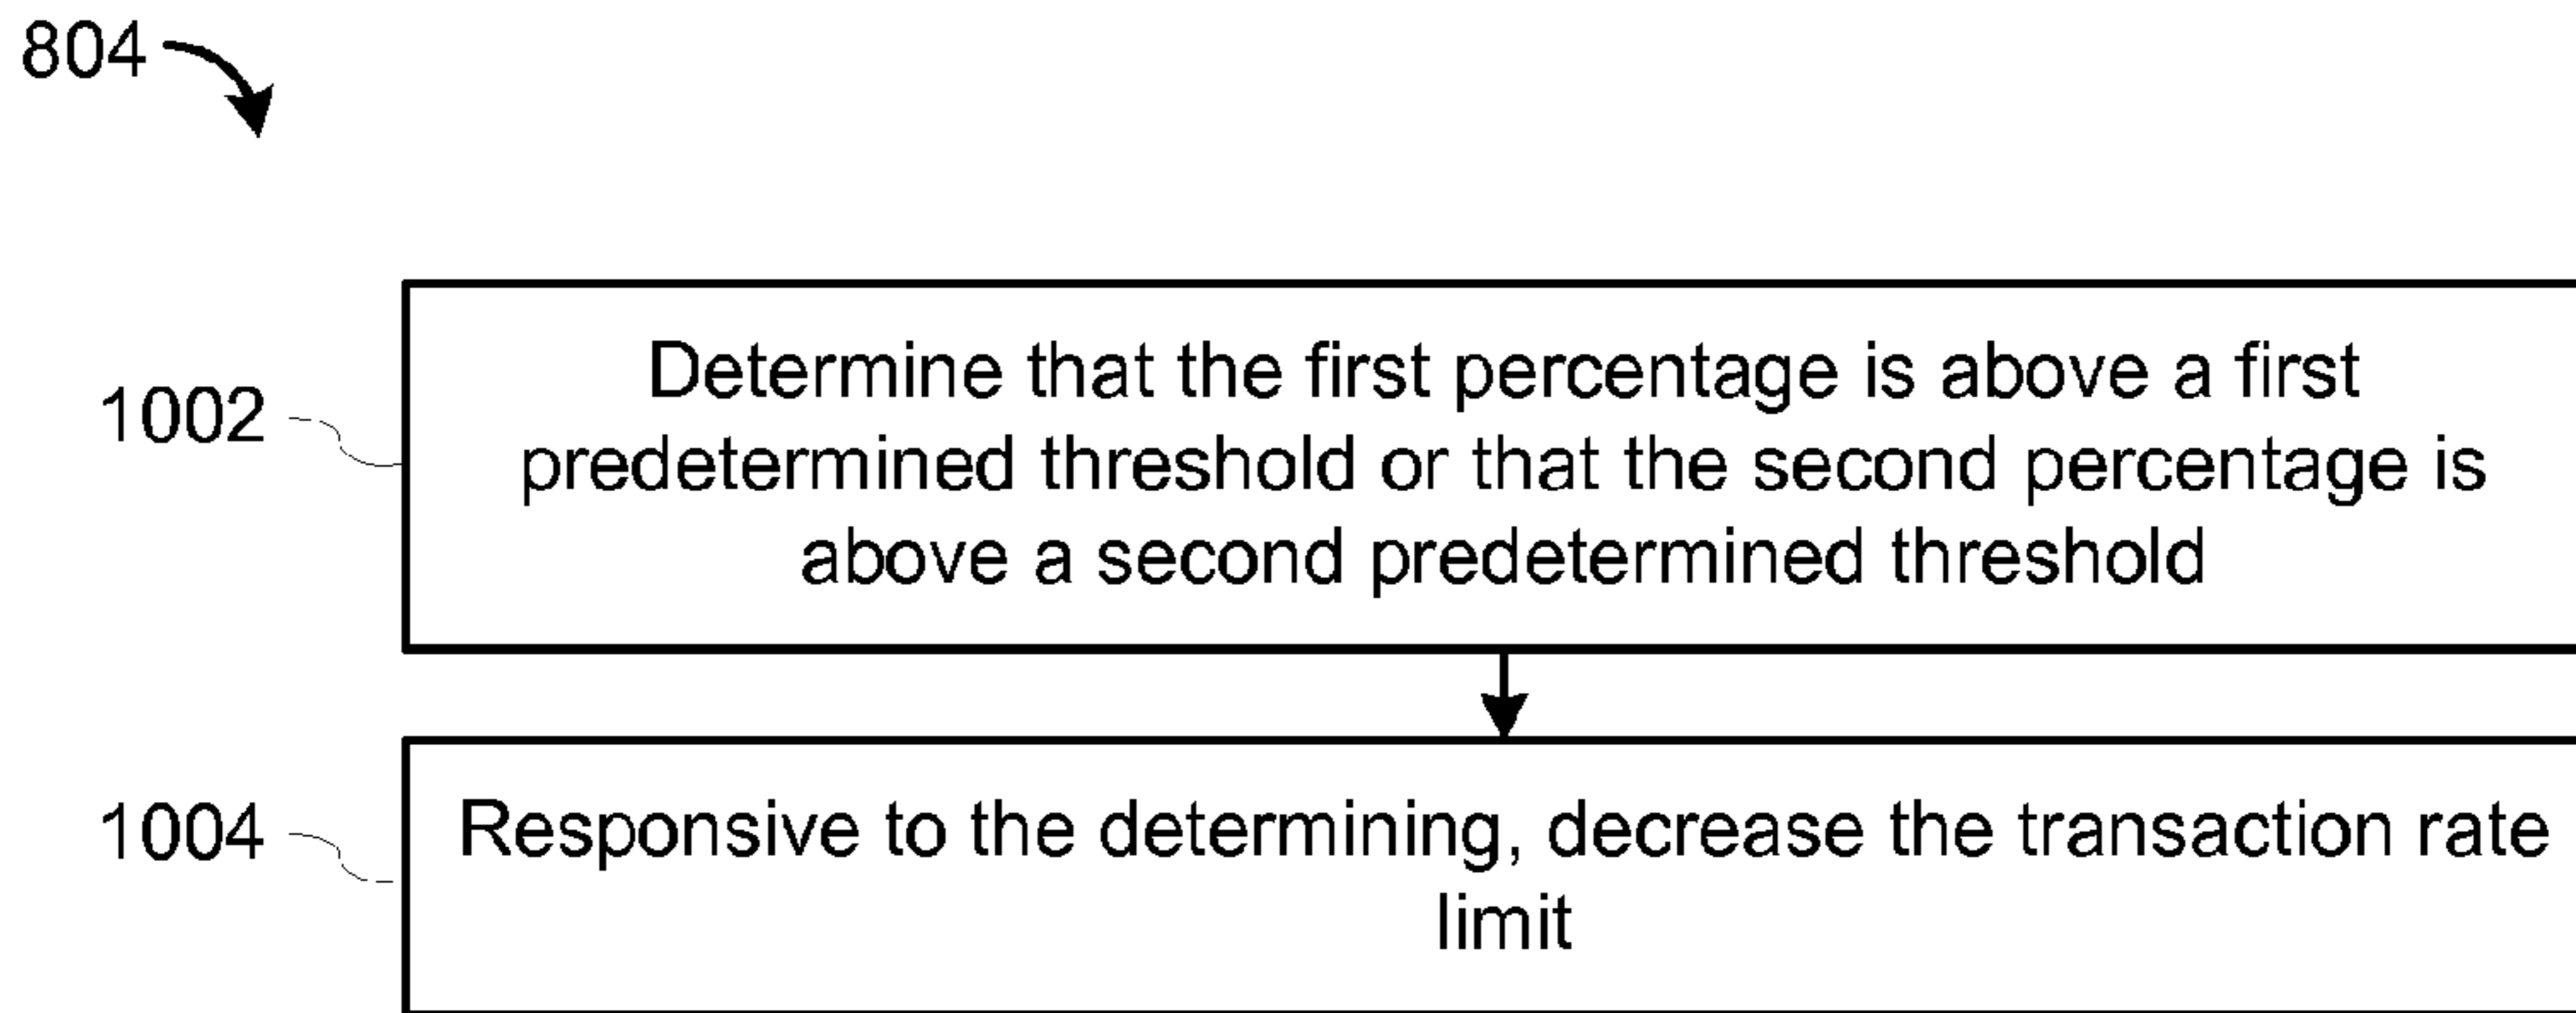 804
1002
Determine that the first percentage is above a first
predetermined threshold or that the second percentage is
above a second predetermined threshold
1004
Responsive to the determining, decrease the transaction rate
limit